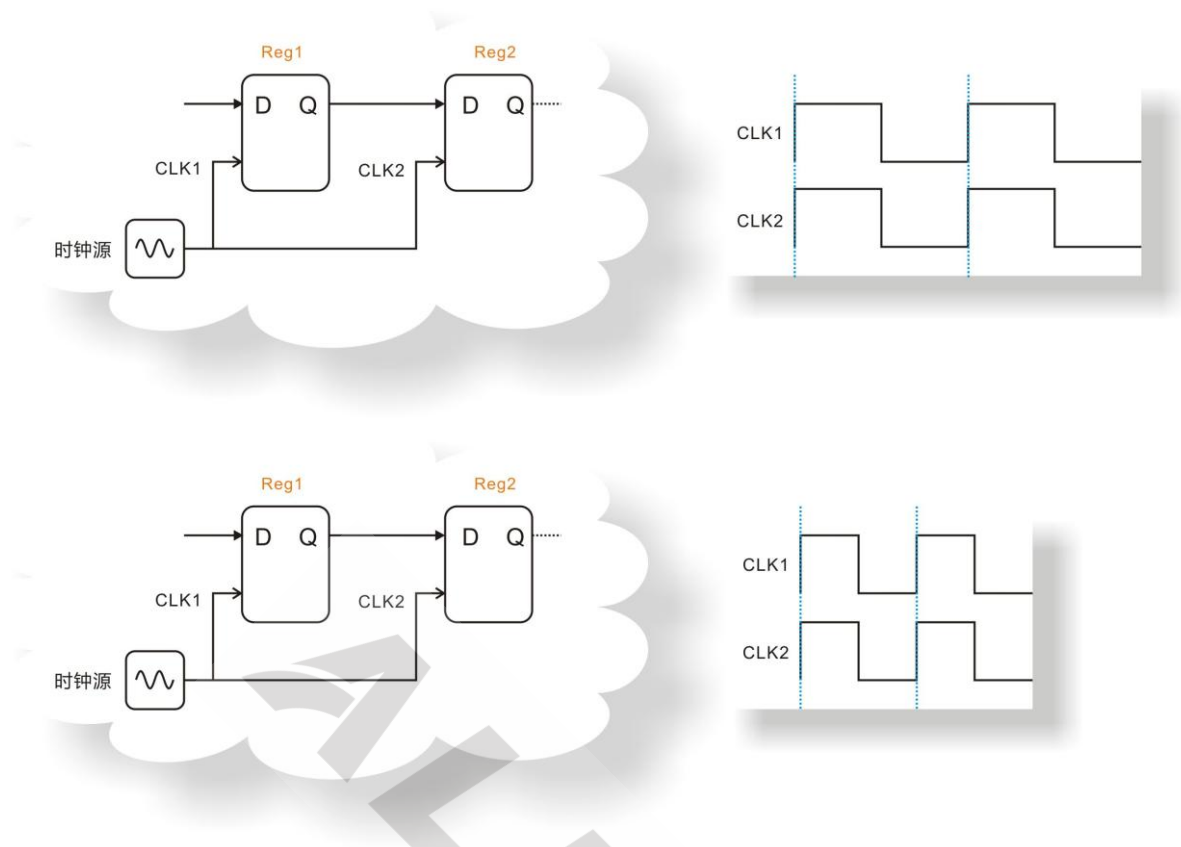 Reg1 Reg2
D Q D Q
CLK1 CLK2
时钟源
CLK1
CLK2
Reg1 Reg2
D Q D Q
CLK1 CLK2
时钟源
CLK1
CLK2